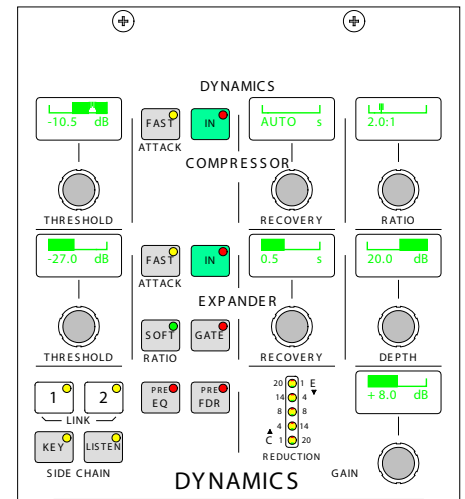 DYNAMICS
-10.5 dB
FAST
IN
AUTO s
2.0:1
ATTACK
COMPRESSOR
THRESHOLD
RECOVERY
RATIO
-27.0 dB
FAST
IN
0.5 s
20.0 dB
ATTACK
EXPANDER
SOFT
GATE
THRESHOLD
RATIO
RECOVERY
DEPTH
1
2
LINK
PRE EQ
PRE FDR
20 1 E
14 4
8 8
4 14
C 1 20
REDUCTION
+ 8.0 dB
KEY
LISTEN
SIDE CHAIN
DYNAMICS
GAIN